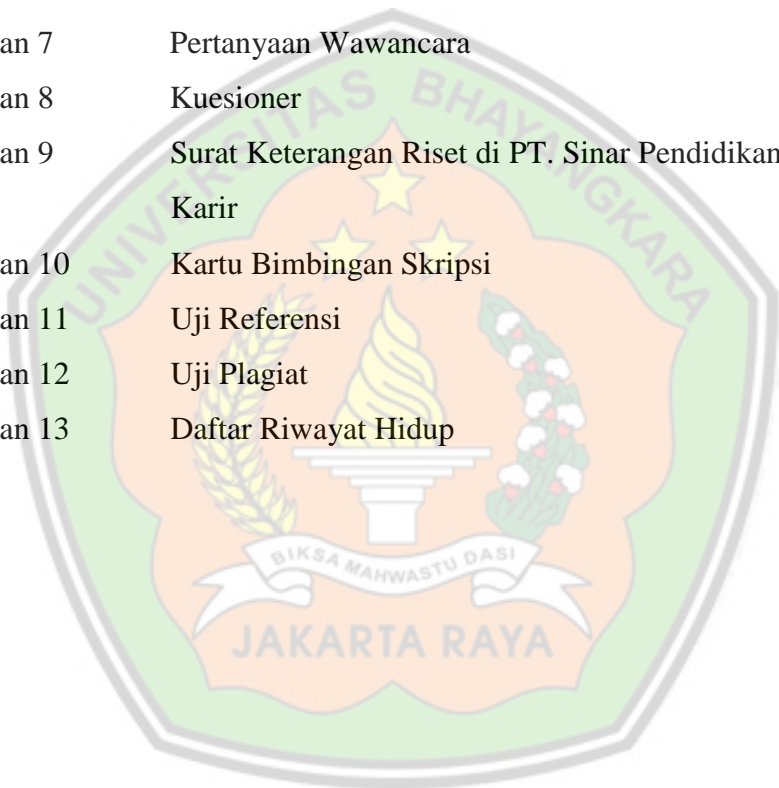 an 7 Pertanyaan Wawancara
an 8 Kuesioner
an 9 Surat Keterangan Riset di PT. Sinar Pendidikan
Karir
an 10 Kartu Bimbingan Skripsi
an 11 Uji Referensi
an 12 Uji Plagiat
an 13 Daftar Riwayat Hidup
UNIVERSITAS BHAYANGKARA
BIKSA MAHWASTU DASI
JAKARTA RAYA